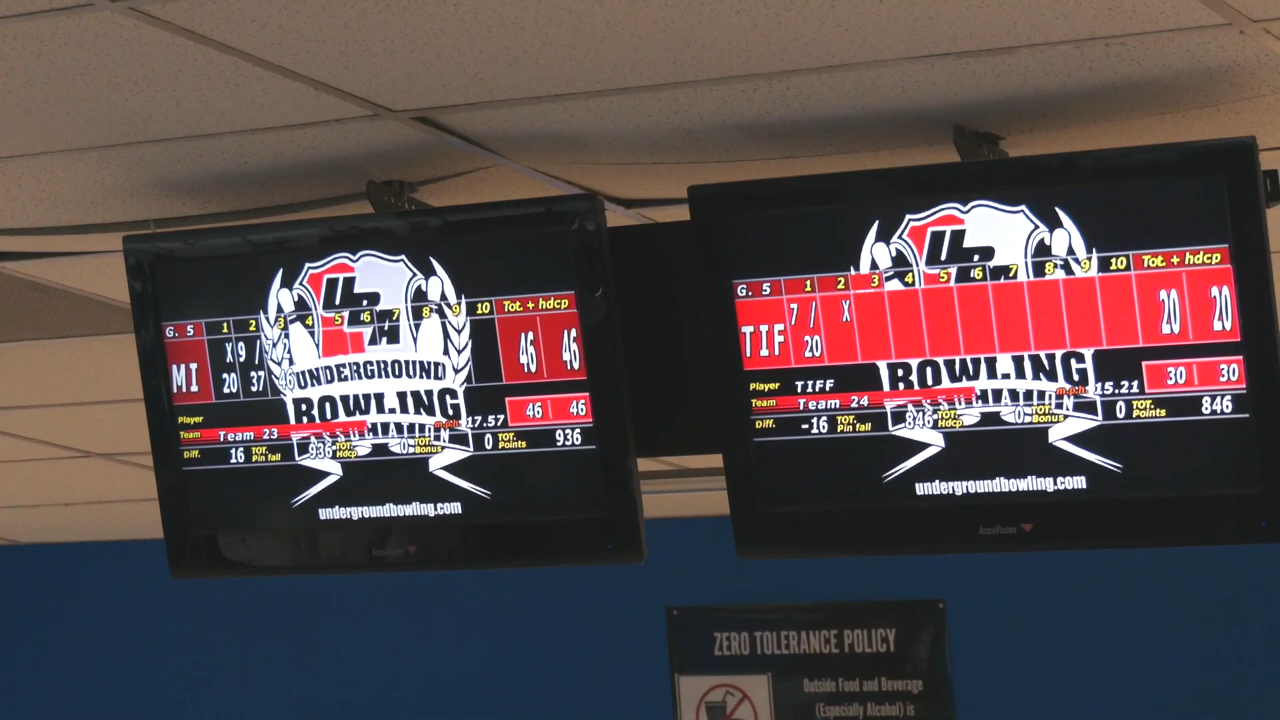 UBA
G. 5 1 2 3 4 5 6 7 8 9 10 Tot. + hdcp
MI X 9 / 7 2 46 46
20 37 46
UNDERGROUND
BOWLING
ASSOCIATION
Player m.p.h. 17.57 46 46
Team Team 23
Diff. 16 TOT. Pin fall 936 TOT. Hdcp 0 TOT. Bonus 0 TOT. Points 936
undergroundbowling.com
AccuVision
G. 5 1 2 3 4 5 6 7 8 9 10 Tot. + hdcp
TIF 7 / X 20 20
20
BOWLING
ASSOCIATION
Player TIFF m.p.h. 15.21 30 30
Team Team 24
Diff. -16 TOT. Pin fall 846 TOT. Hdcp 0 TOT. Bonus 0 TOT. Points 846
undergroundbowling.com
AccuVision
ZERO TOLERANCE POLICY
Outside Food and Beverage
(Especially Alcohol) is